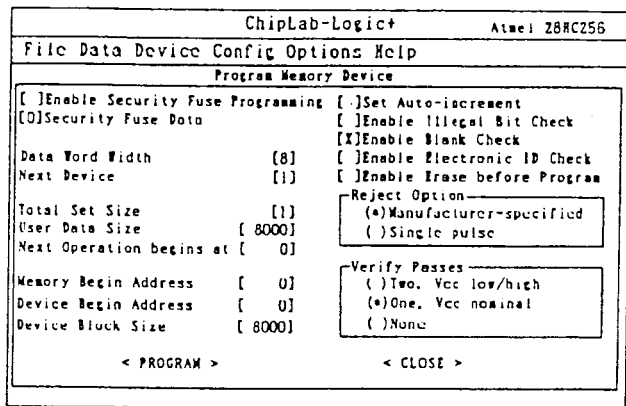 ChipLab-Logic+ Atmel 28HC256
File Data Device Config Options Help
Program Memory Device
[ ]Enable Security Fuse Programming
[0]Security Fuse Data
Data Word Width [8]
Next Device [1]
Total Set Size [1]
User Data Size [ 8000]
Next Operation begins at [ 0]
Memory Begin Address [ 0]
Device Begin Address [ 0]
Device Block Size [ 8000]
[ ]Set Auto-increment
[ ]Enable Illegal Bit Check
[X]Enable Blank Check
[ ]Enable Electronic ID Check
[ ]Enable Erase before Program
Reject Option
(•)Manufacturer-specified
( )Single pulse
Verify Passes
( )Two, Vcc low/high
(•)One, Vcc nominal
( )None
< PROGRAM > < CLOSE >